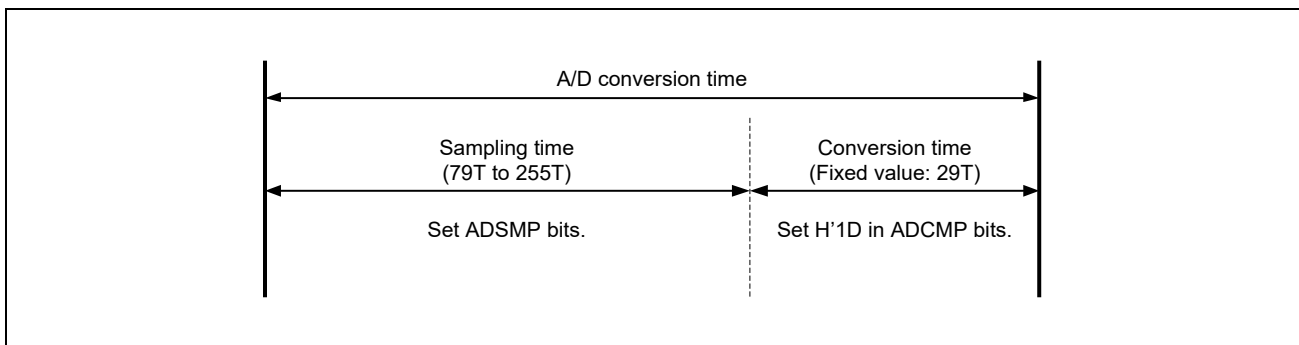 A/D conversion time
Sampling time
(79T to 255T)
Conversion time
(Fixed value: 29T)
Set ADSMP bits.
Set H’1D in ADCMP bits.